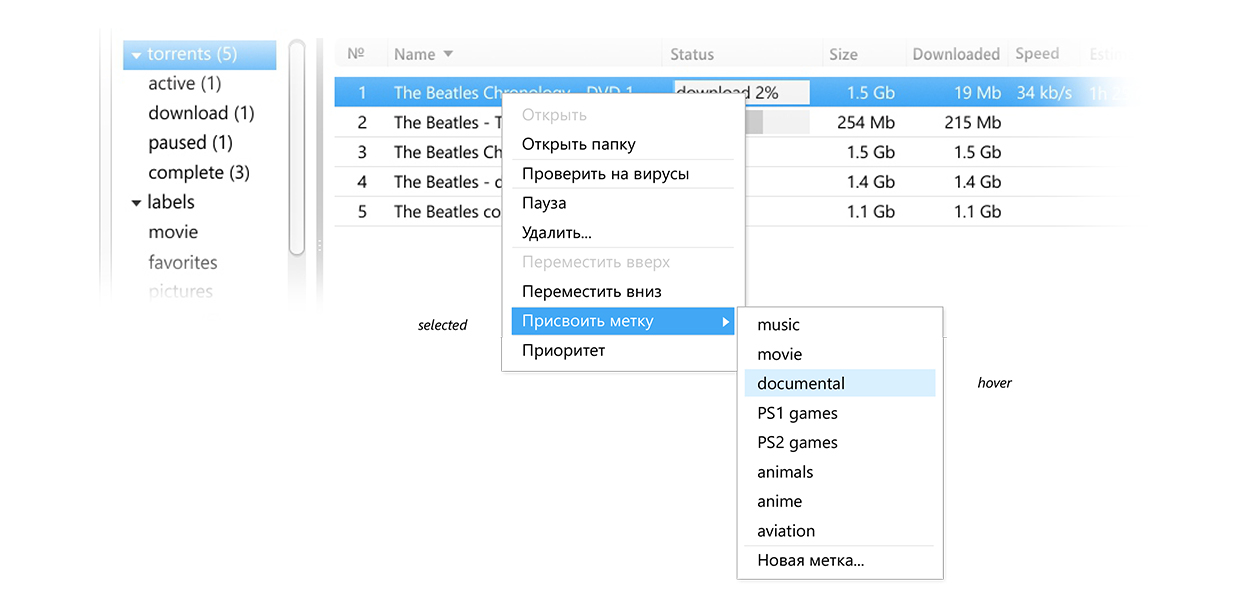 torrents (5)
active (1)
download (1)
paused (1)
complete (3)
labels
movie
favorites
pictures
№ Name Status Size Downloaded Speed
1 The Beatles Chronology - DVD 1 download 2% 1.5 Gb 19 Mb 34 kb/s 1h
2 The Beatles - 254 Mb 215 Mb
3 The Beatles Ch 1.5 Gb 1.5 Gb
4 The Beatles - 1.4 Gb 1.4 Gb
5 The Beatles co 1.1 Gb 1.1 Gb
Открыть
Открыть папку
Проверить на вирусы
Пауза
Удалить...
Переместить вверх
Переместить вниз
Присвоить метку
Приоритет
selected
music
movie
documental
PS1 games
PS2 games
animals
anime
aviation
Новая метка...
hover